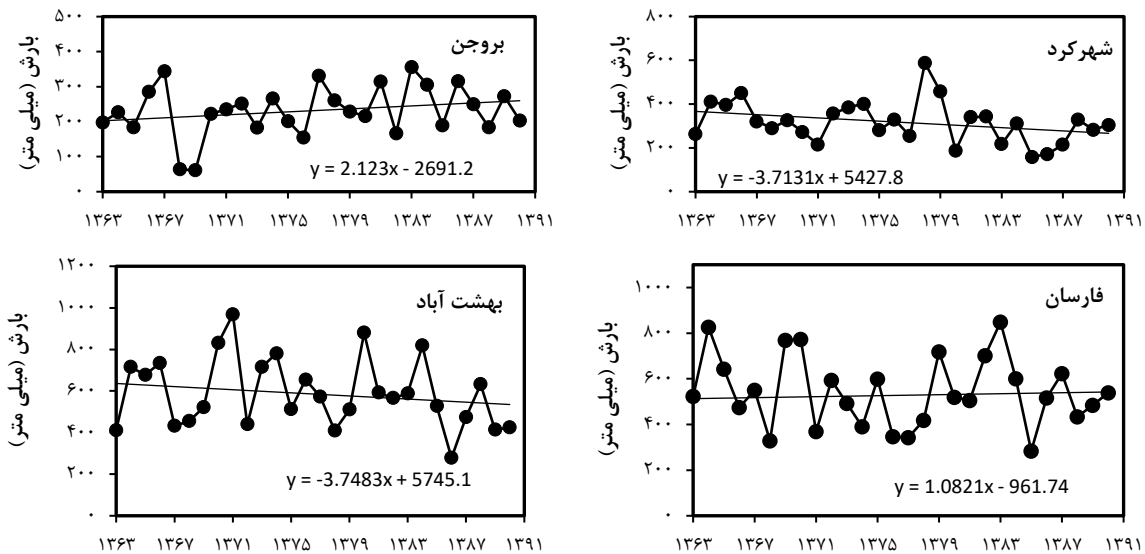 بروجن
بارش (میلی متر)
۵۰۰
۴۰۰
۳۰۰
۲۰۰
۱۰۰
۰
y = 2.123x - 2691.2
۱۳۶۳ ۱۳۶۷ ۱۳۷۱ ۱۳۷۵ ۱۳۷۹ ۱۳۸۳ ۱۳۸۷ ۱۳۹۱
شهرکرد
بارش (میلی متر)
۸۰۰
۶۰۰
۴۰۰
۲۰۰
۰
y = -3.7131x + 5427.8
۱۳۶۳ ۱۳۶۷ ۱۳۷۱ ۱۳۷۵ ۱۳۷۹ ۱۳۸۳ ۱۳۸۷ ۱۳۹۱
بهشت آباد
بارش (میلی متر)
۱۲۰۰
۱۰۰۰
۸۰۰
۶۰۰
۴۰۰
۲۰۰
۰
y = -3.7483x + 5745.1
۱۳۶۳ ۱۳۶۷ ۱۳۷۱ ۱۳۷۵ ۱۳۷۹ ۱۳۸۳ ۱۳۸۷ ۱۳۹۱
فارسان
بارش (میلی متر)
۱۰۰۰
۸۰۰
۶۰۰
۴۰۰
۲۰۰
۰
y = 1.0821x - 961.74
۱۳۶۳ ۱۳۶۷ ۱۳۷۱ ۱۳۷۵ ۱۳۷۹ ۱۳۸۳ ۱۳۸۷ ۱۳۹۱